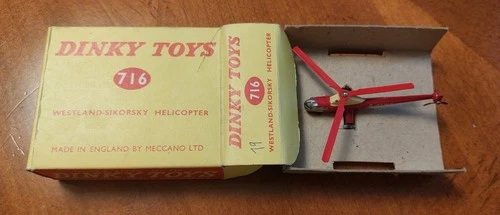 DINKY TOYS
716
WESTLAND-SIKORSKY HELICOPTER
MADE IN ENGLAND BY MECCANO LTD
DINKY TOYS
716
WESTLAND-SIKORSKY HELICOPTER